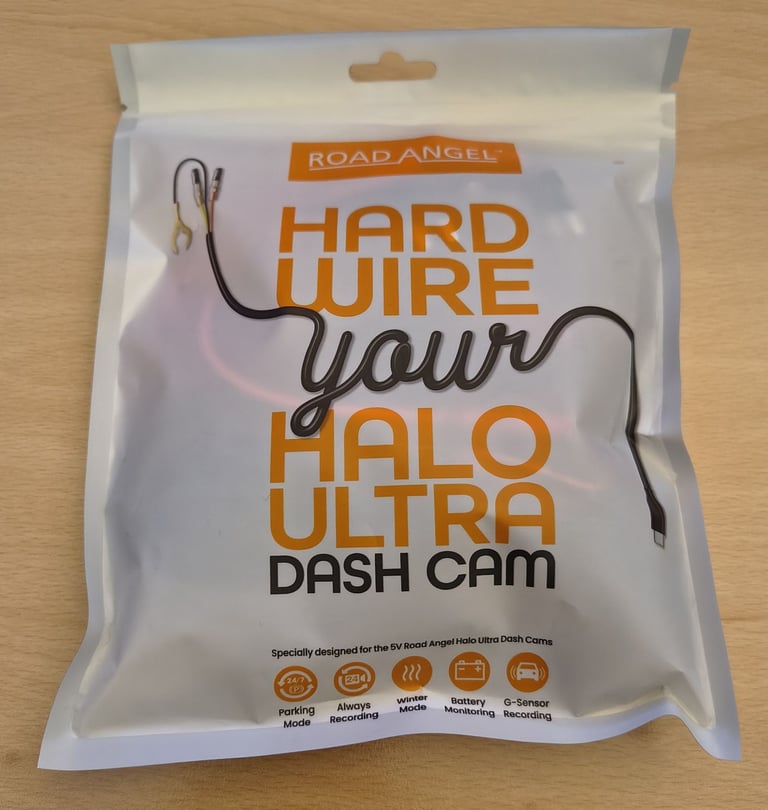 ROAD ANGEL™
HARD
WIRE
your
HALO
ULTRA
DASH CAM
Specially designed for the 5V Road Angel Halo Ultra Dash Cams
24/7
P
24
Parking
Mode
Always
Recording
Winter
Mode
Battery
Monitoring
G-Sensor
Recording